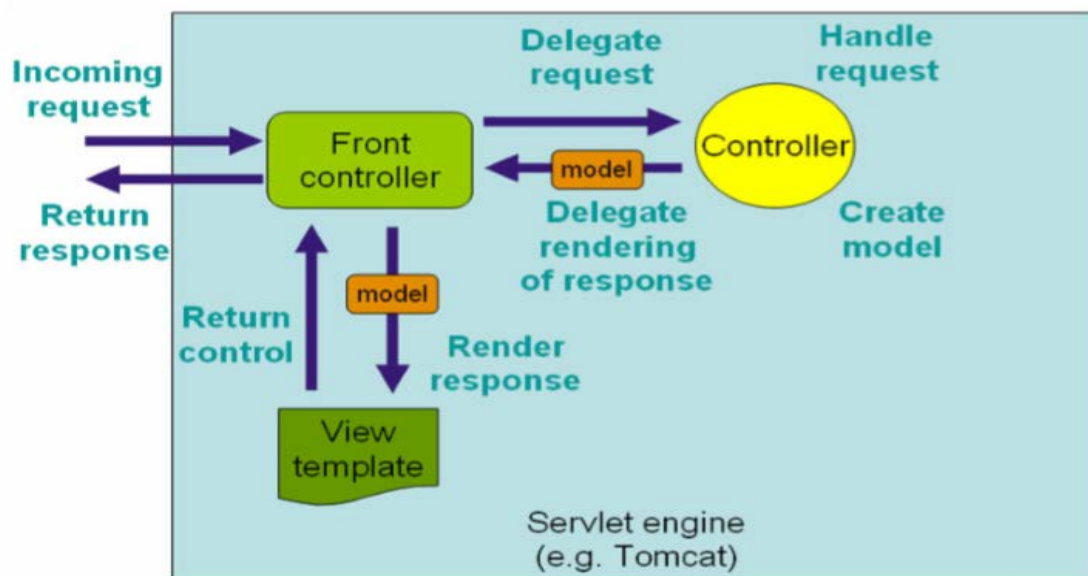 Incoming
request
Return
response
Front
controller
Delegate
request
Handle
request
Controller
model
Delegate
rendering
of response
Create
model
model
Return
control
Render
response
View
template
Servlet engine
(e.g. Tomcat)